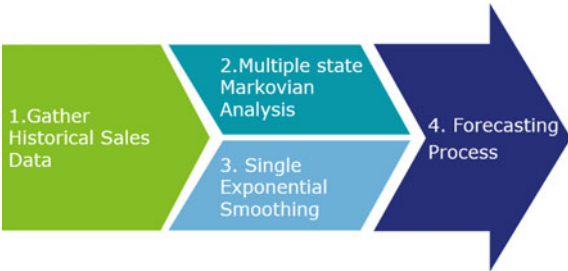 1.Gather
Historical Sales
Data
2.Multiple state
Markovian
Analysis
3. Single
Exponential
Smoothing
4. Forecasting
Process